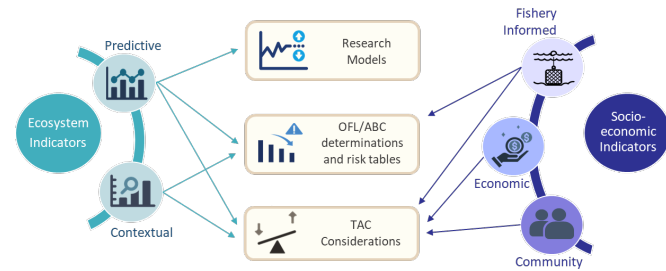 Predictive
Ecosystem
Indicators
Contextual
Research
Models
OFL/ABC
determinations
and risk tables
TAC
Considerations
Fishery
Informed
Economic
Community
Socio-
economic
Indicators